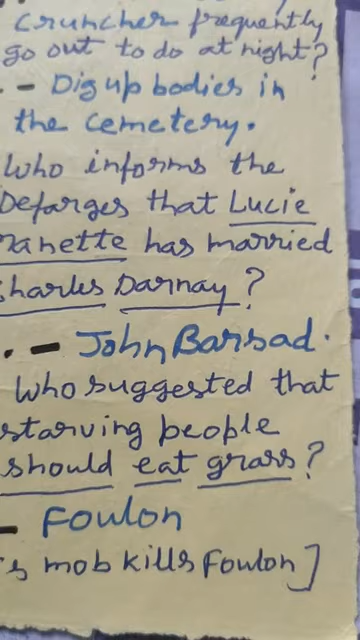 Cruncher frequently
go out to do at night?
. - Dig up bodies in
the cemetery.
Who informs the
Defarges that Lucie
Manette has married
Charles Darnay?
. - John Barsad.
Who suggested that
starving people
should eat grass?
- Foulon
's mob kills Foulon]